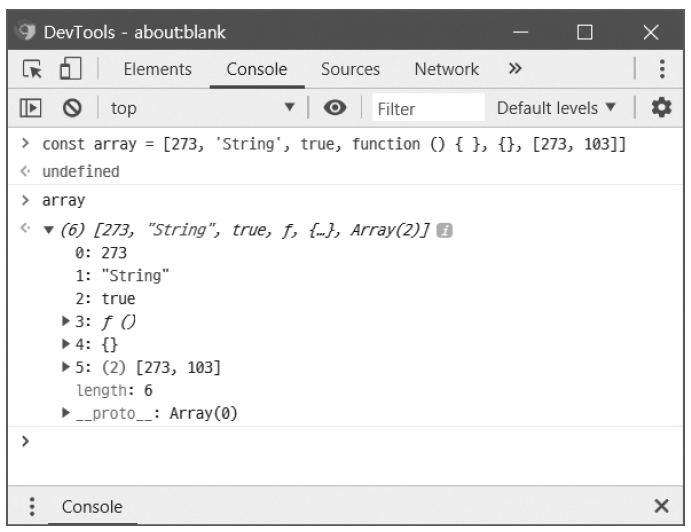 DevTools - about:blank
Elements Console Sources Network »
top Filter Default levels
> const array = [273, 'String', true, function () { }, {}, [273, 103]]
undefined
> array
(6) [273, "String", true, ƒ, {…}, Array(2)] i
0: 273
1: "String"
2: true
3: ƒ ()
4: {}
5: (2) [273, 103]
length: 6
__proto__: Array(0)
>
Console